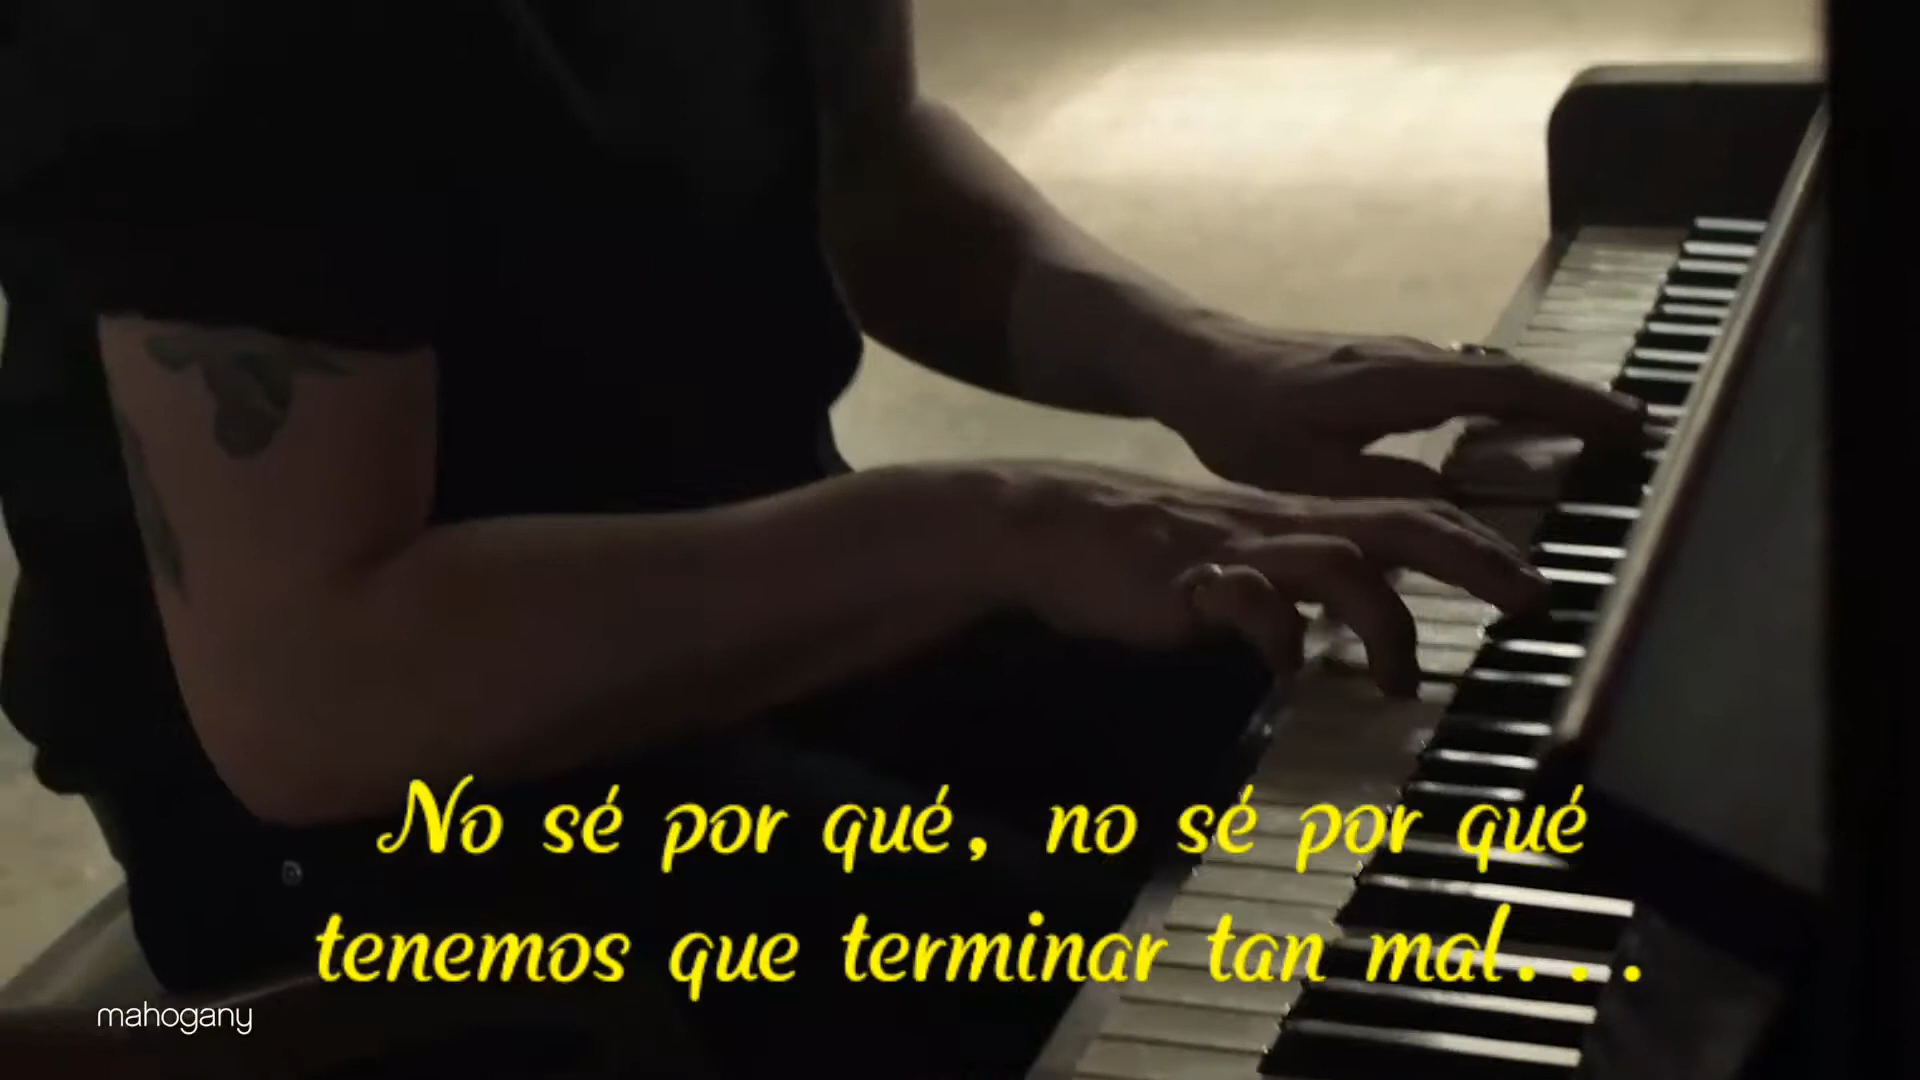 No sé por qué, no sé por qué
tenemos que terminar tan mal...
mahogany